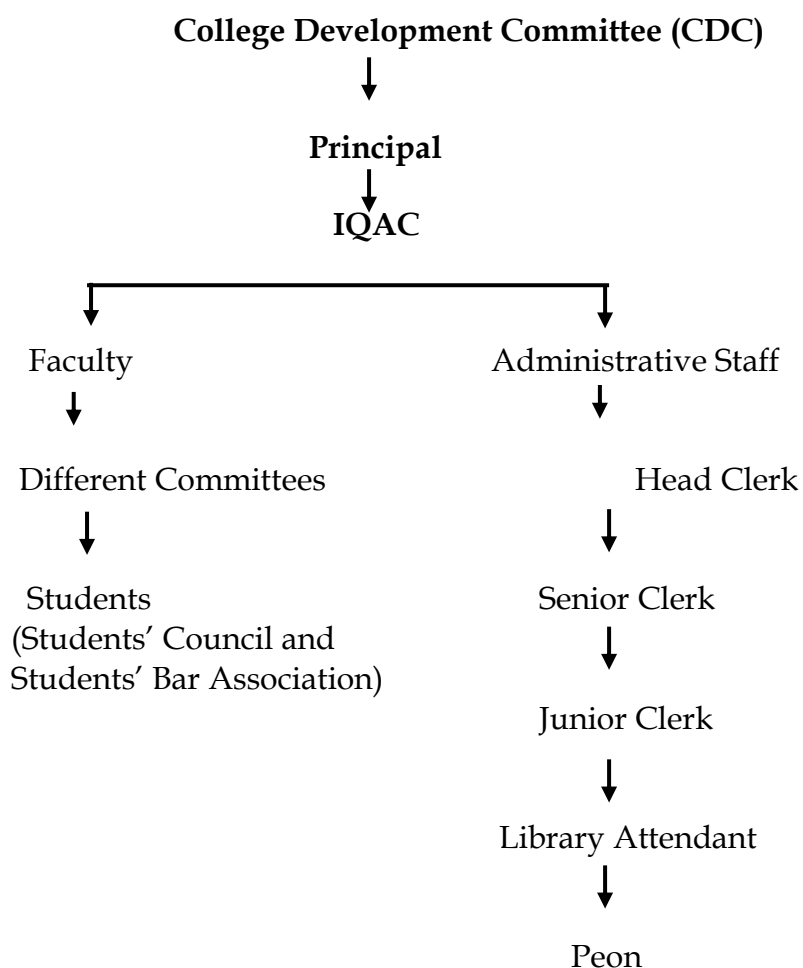 College Development Committee (CDC)
Principal
IQAC
Faculty
Administrative Staff
Different Committees
Head Clerk
Students
(Students’ Council and
Students’ Bar Association)
Senior Clerk
Junior Clerk
Library Attendant
Peon